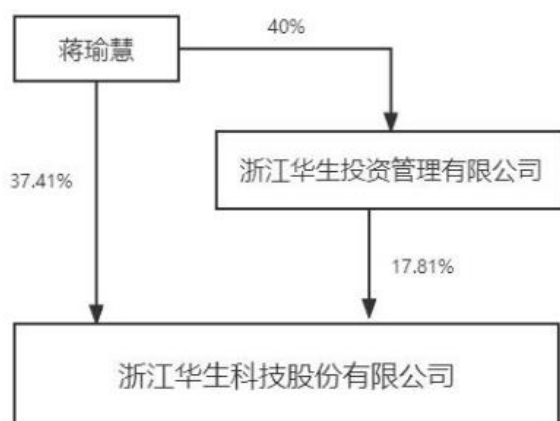 蒋瑜慧
40%
浙江华生投资管理有限公司
37.41%
17.81%
浙江华生科技股份有限公司